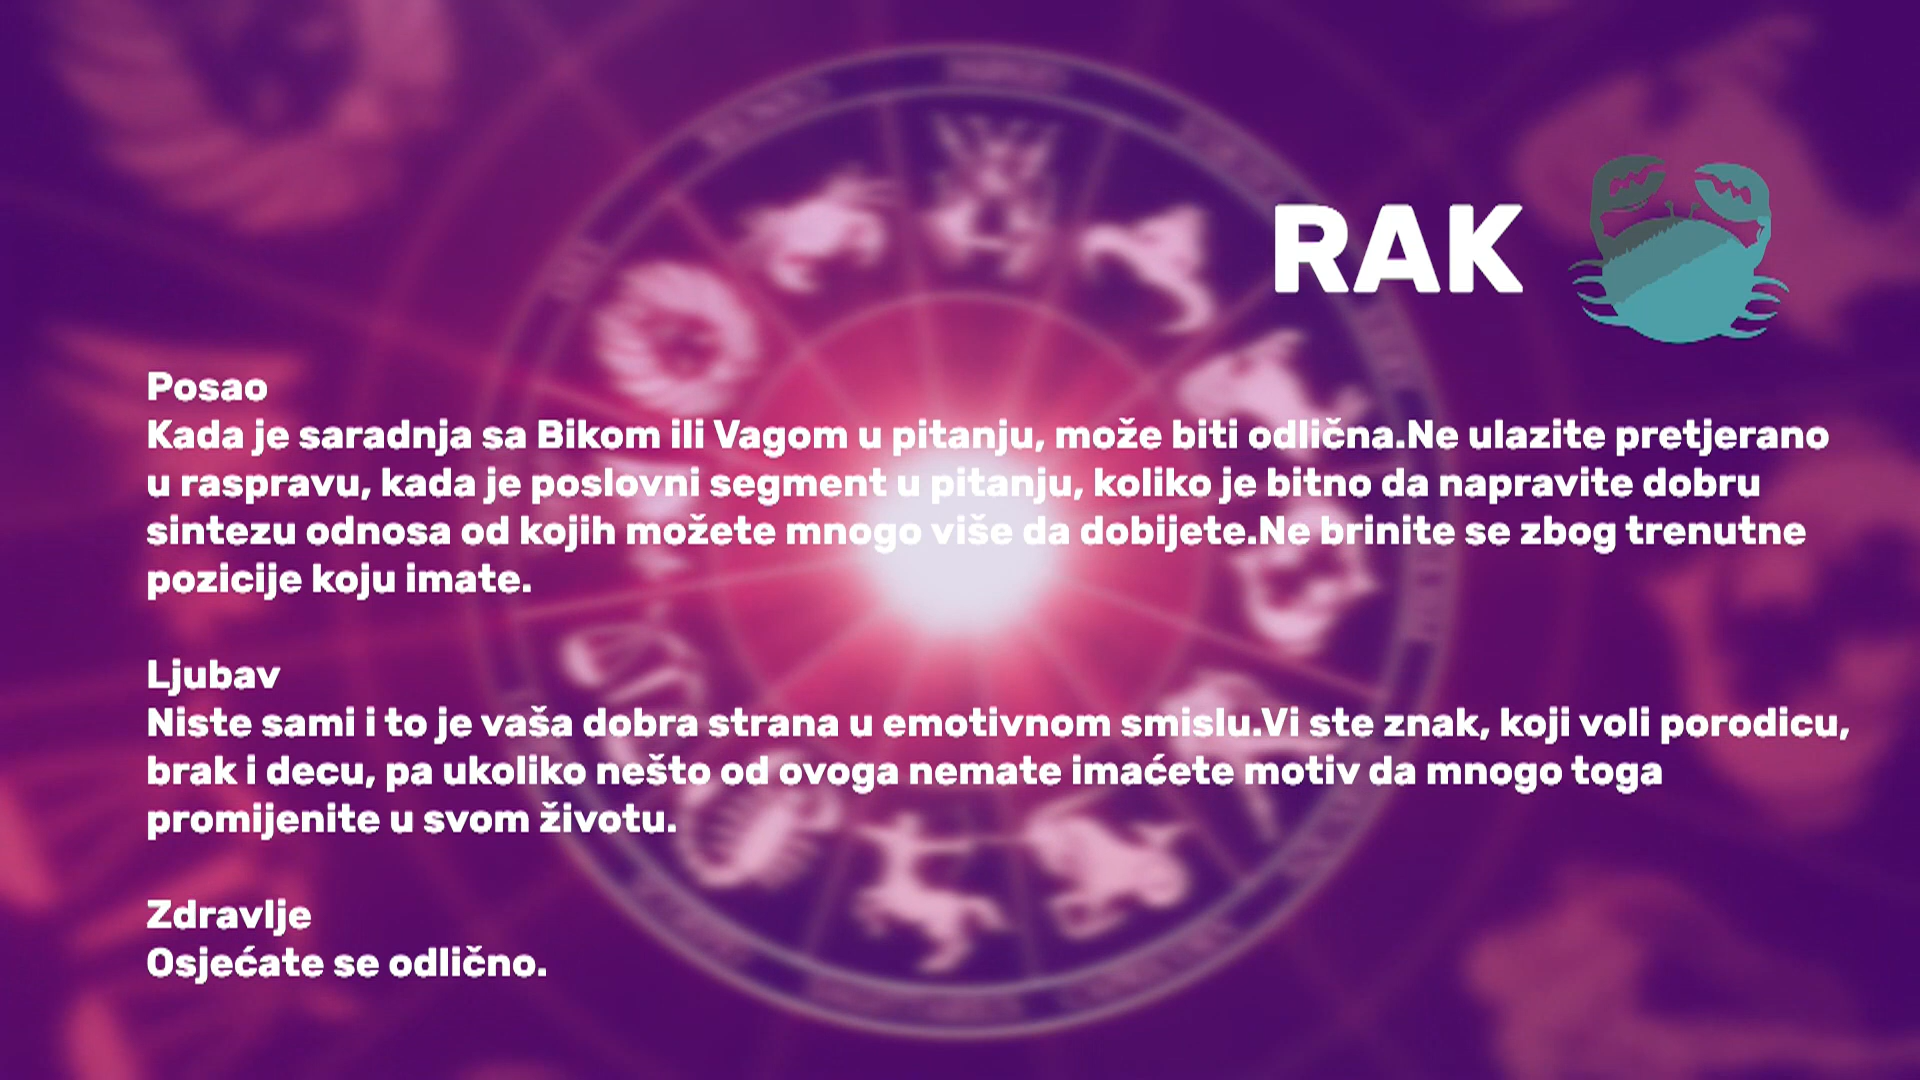 RAK
Posao
Kada je saradnja sa Bikom ili Vagom u pitanju, može biti odlična.Ne ulazite pretjerano
u raspravu, kada je poslovni segment u pitanju, koliko je bitno da napravite dobru
sintezu odnosa od kojih možete mnogo više da dobijete.Ne brinite se zbog trenutne
pozicije koju imate.
Ljubav
Niste sami i to je vaša dobra strana u emotivnom smislu.Vi ste znak, koji voli porodicu,
brak i decu, pa ukoliko nešto od ovoga nemate imaćete motiv da mnogo toga
promijenite u svom životu.
Zdravlje
Osjećate se odlično.